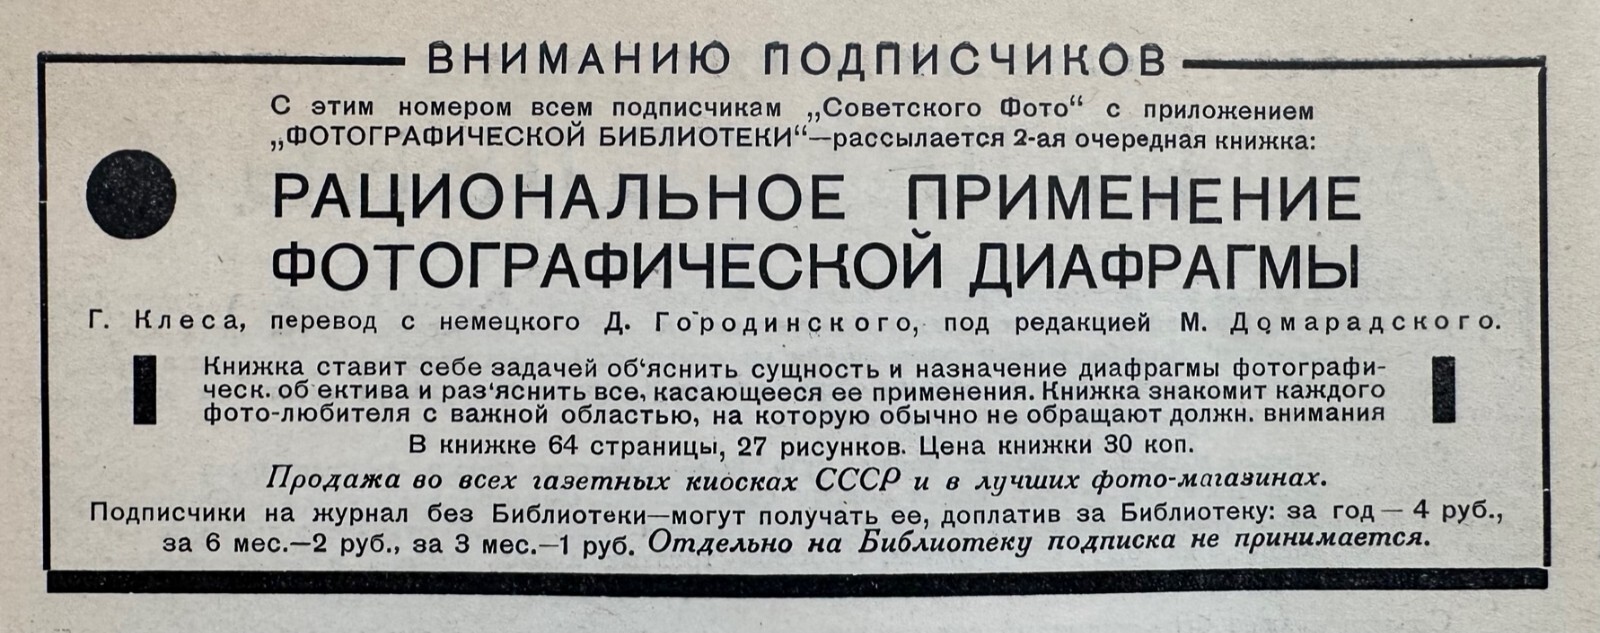 ВНИМАНИЮ ПОДПИСЧИКОВ
С этим номером всем подписчикам „Советского Фото“ с приложением
„ФОТОГРАФИЧЕСКОЙ БИБЛИОТЕКИ“—рассылается 2-ая очередная книжка:
РАЦИОНАЛЬНОЕ ПРИМЕНЕНИЕ
ФОТОГРАФИЧЕСКОЙ ДИАФРАГМЫ
Г. Клеса, перевод с немецкого Д. Городинского, под редакцией М. Домарадского.
Книжка ставит себе задачей об‘яснить сущность и назначение диафрагмы фотографи-
ческ. об ектива и раз‘яснить все, касающееся ее применения. Книжка знакомит каждого
фото-любителя с важной областью, на которую обычно не обращают должн. внимания
В книжке 64 страницы, 27 рисунков. Цена книжки 30 коп.
Продажа во всех газетных киосках СССР и в лучших фото-магазинах.
Подписчики на журнал без Библиотеки—могут получать ее, доплатив за Библиотеку: за год — 4 руб.,
за 6 мес.—2 руб., за 3 мес.—1 руб. Отдельно на Библиотеку подписка не принимается.